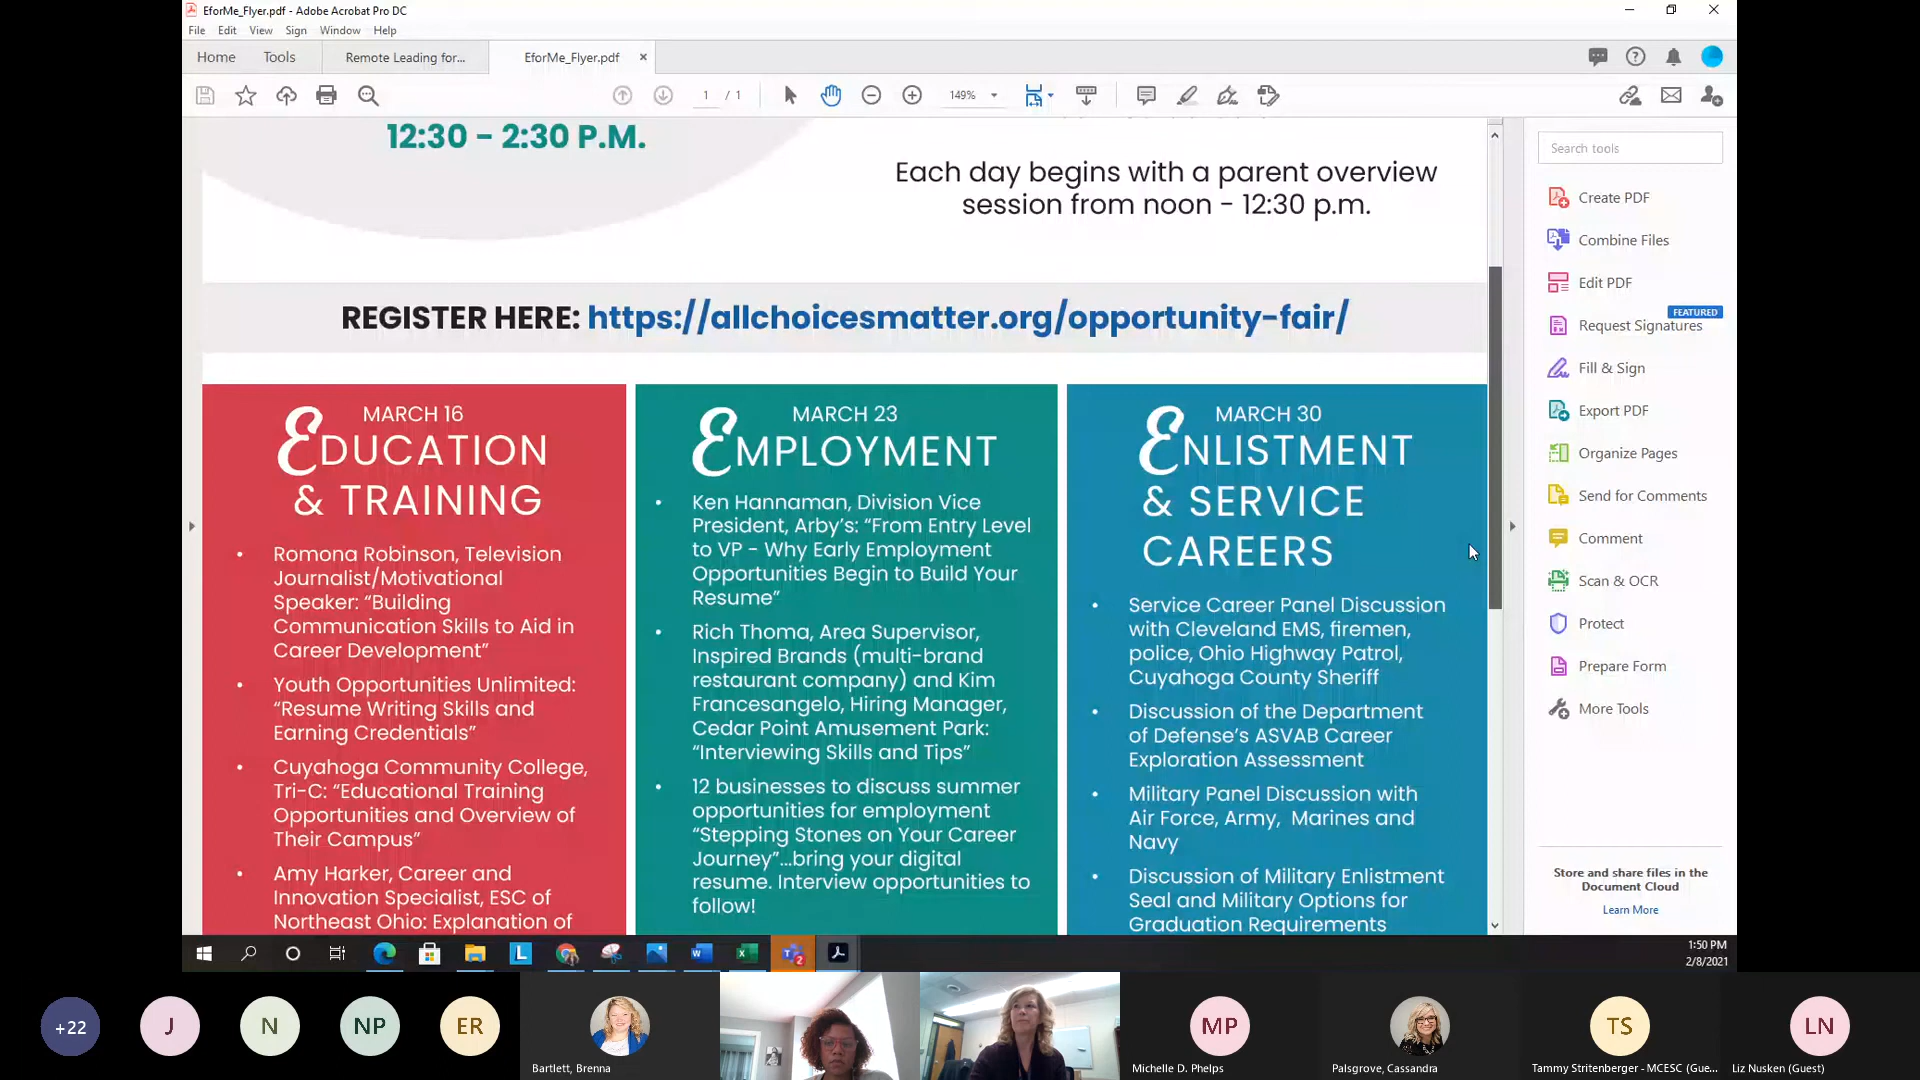 EforMe_Flyer.pdf - Adobe Acrobat Pro DC
File Edit View Sign Window Help
Home Tools Remote Leading for... EforMe_Flyer.pdf
1 / 1 149%
12:30 - 2:30 P.M.
Each day begins with a parent overview
session from noon - 12:30 p.m.
REGISTER HERE: https://allchoicesmatter.org/opportunity-fair/
MARCH 16
EDUCATION
& TRAINING
• Romona Robinson, Television
Journalist/Motivational
Speaker: “Building
Communication Skills to Aid in
Career Development”
• Youth Opportunities Unlimited:
“Resume Writing Skills and
Earning Credentials”
• Cuyahoga Community College,
Tri-C: “Educational Training
Opportunities and Overview of
Their Campus”
• Amy Harker, Career and
Innovation Specialist, ESC of
Northeast Ohio: Explanation of
MARCH 23
EMPLOYMENT
• Ken Hannaman, Division Vice
President, Arby’s: “From Entry Level
to VP - Why Early Employment
Opportunities Begin to Build Your
Resume”
• Rich Thoma, Area Supervisor,
Inspired Brands (multi-brand
restaurant company) and Kim
Francesangelo, Hiring Manager,
Cedar Point Amusement Park:
“Interviewing Skills and Tips”
• 12 businesses to discuss summer
opportunities for employment
“Stepping Stones on Your Career
Journey”...bring your digital
resume. Interview opportunities to
follow!
MARCH 30
ENLISTMENT
& SERVICE
CAREERS
• Service Career Panel Discussion
with Cleveland EMS, firemen,
police, Ohio Highway Patrol,
Cuyahoga County Sheriff
• Discussion of the Department
of Defense’s ASVAB Career
Exploration Assessment
• Military Panel Discussion with
Air Force, Army, Marines and
Navy
• Discussion of Military Enlistment
Seal and Military Options for
Graduation Requirements
Search tools
Create PDF
Combine Files
Edit PDF
FEATURED
Request Signatures
Fill & Sign
Export PDF
Organize Pages
Send for Comments
Comment
Scan & OCR
Protect
Prepare Form
More Tools
Store and share files in the
Document Cloud
Learn More
1:50 PM
2/8/2021
+22 J N NP ER MP TS LN
Bartlett, Brenna Michelle D. Phelps Palsgrove, Cassandra Tammy Stritenberger - MCESC (Gue... Liz Nusken (Guest)